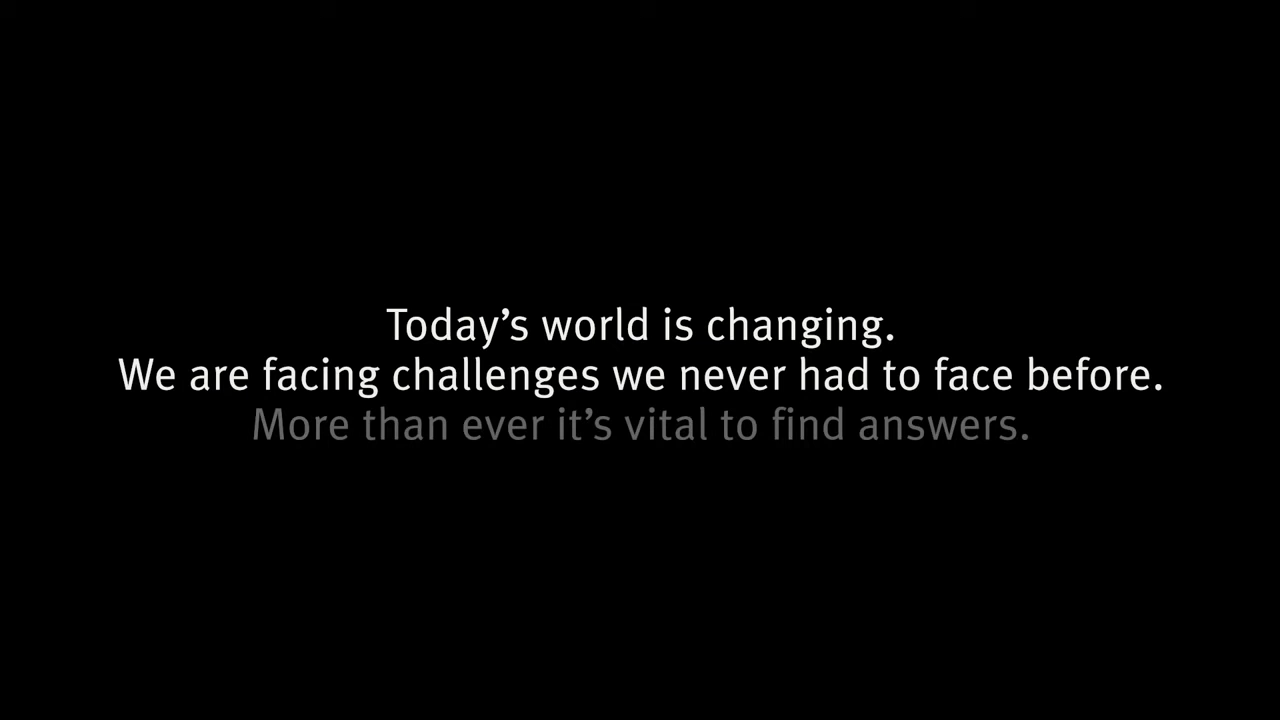 Today’s world is changing.
We are facing challenges we never had to face before.
More than ever it’s vital to find answers.